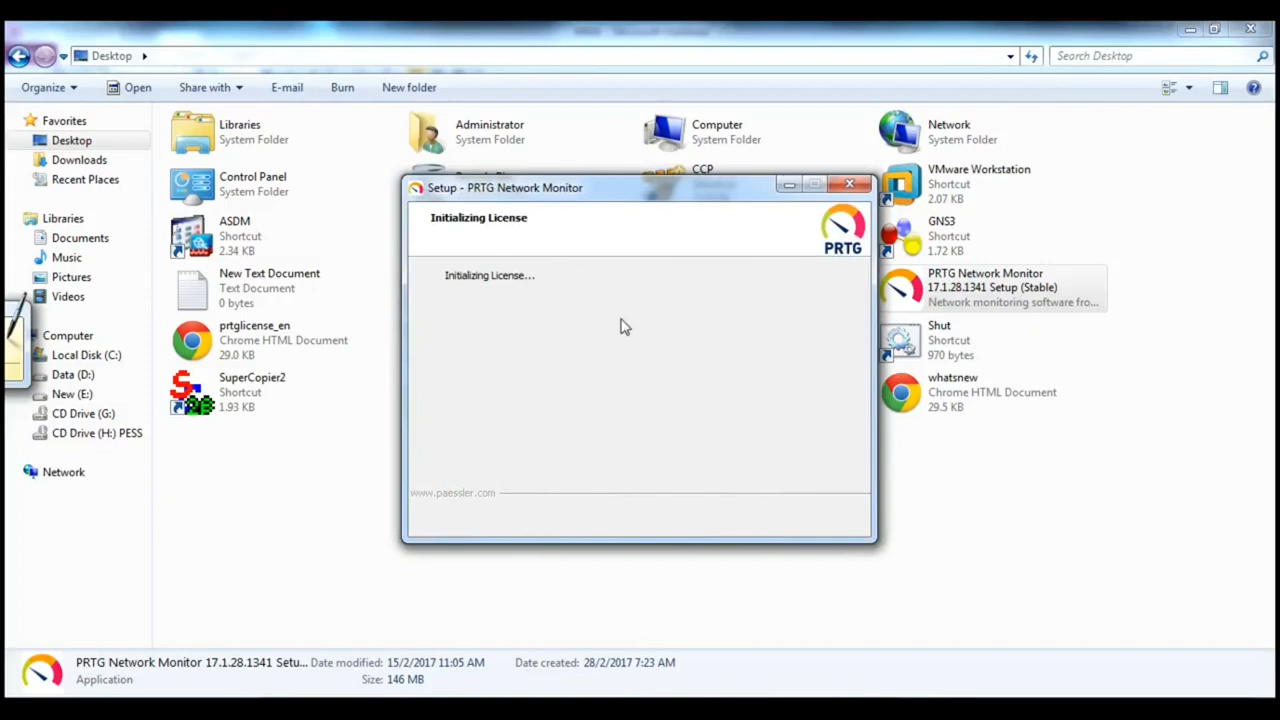 Desktop
Search Desktop
Organize
Open
Share with
E-mail
Burn
New folder
Favorites
Desktop
Downloads
Recent Places
Libraries
Documents
Music
Pictures
Videos
Computer
Local Disk (C:)
Data (D:)
New (E:)
CD Drive (G:)
CD Drive (H:) PESS
Network
Libraries
System Folder
Administrator
System Folder
Computer
System Folder
Network
System Folder
Control Panel
System Folder
CCP
VMware Workstation
Shortcut
2.07 KB
ASDM
Shortcut
2.34 KB
GNS3
Shortcut
1.72 KB
New Text Document
Text Document
0 bytes
PRTG Network Monitor
17.1.28.1341 Setup (Stable)
Network monitoring software fro...
prtglicense_en
Chrome HTML Document
29.0 KB
Shut
Shortcut
970 bytes
SuperCopier2
Shortcut
1.93 KB
whatsnew
Chrome HTML Document
29.5 KB
Setup - PRTG Network Monitor
Initializing License
PRTG
Initializing License...
www.paessler.com
PRTG Network Monitor 17.1.28.1341 Setu... Date modified: 15/2/2017 11:05 AM Date created: 28/2/2017 7:23 AM
Application Size: 146 MB